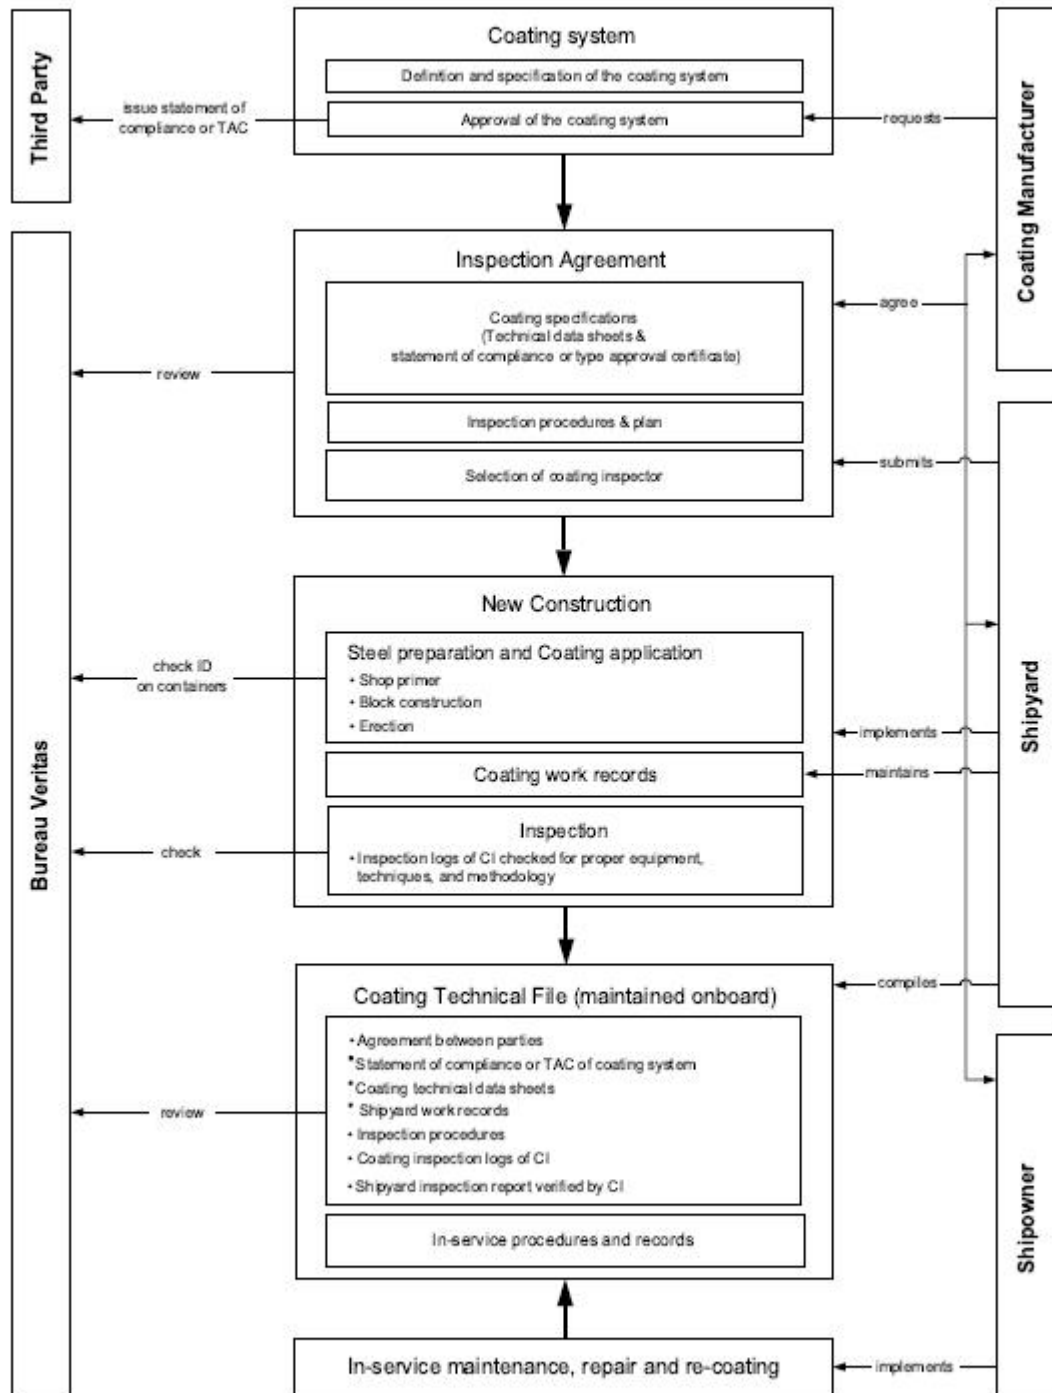 Third Party
issue statement of
compliance or TAC
Coating system
Definition and specification of the coating system
Approval of the coating system
requests
Coating Manufacturer
Bureau Veritas
Inspection Agreement
Coating specifications
(Technical data sheets &
statement of compliance or type approval certificate)
agree
review
Inspection procedures & plan
Selection of coating inspector
submits
New Construction
Steel preparation and Coating application
• Shop primer
• Block construction
• Erection
check ID
on containers
implements
Shipyard
Coating work records
maintains
Inspection
• Inspection logs of CI checked for proper equipment,
techniques, and methodology
check
compiles
Coating Technical File (maintained onboard)
• Agreement between parties
• Statement of compliance or TAC of coating system
• Coating technical data sheets
• Shipyard work records
• Inspection procedures
• Coating inspection logs of CI
• Shipyard inspection report verified by CI
review
In-service procedures and records
Shipowner
In-service maintenance, repair and re-coating
implements